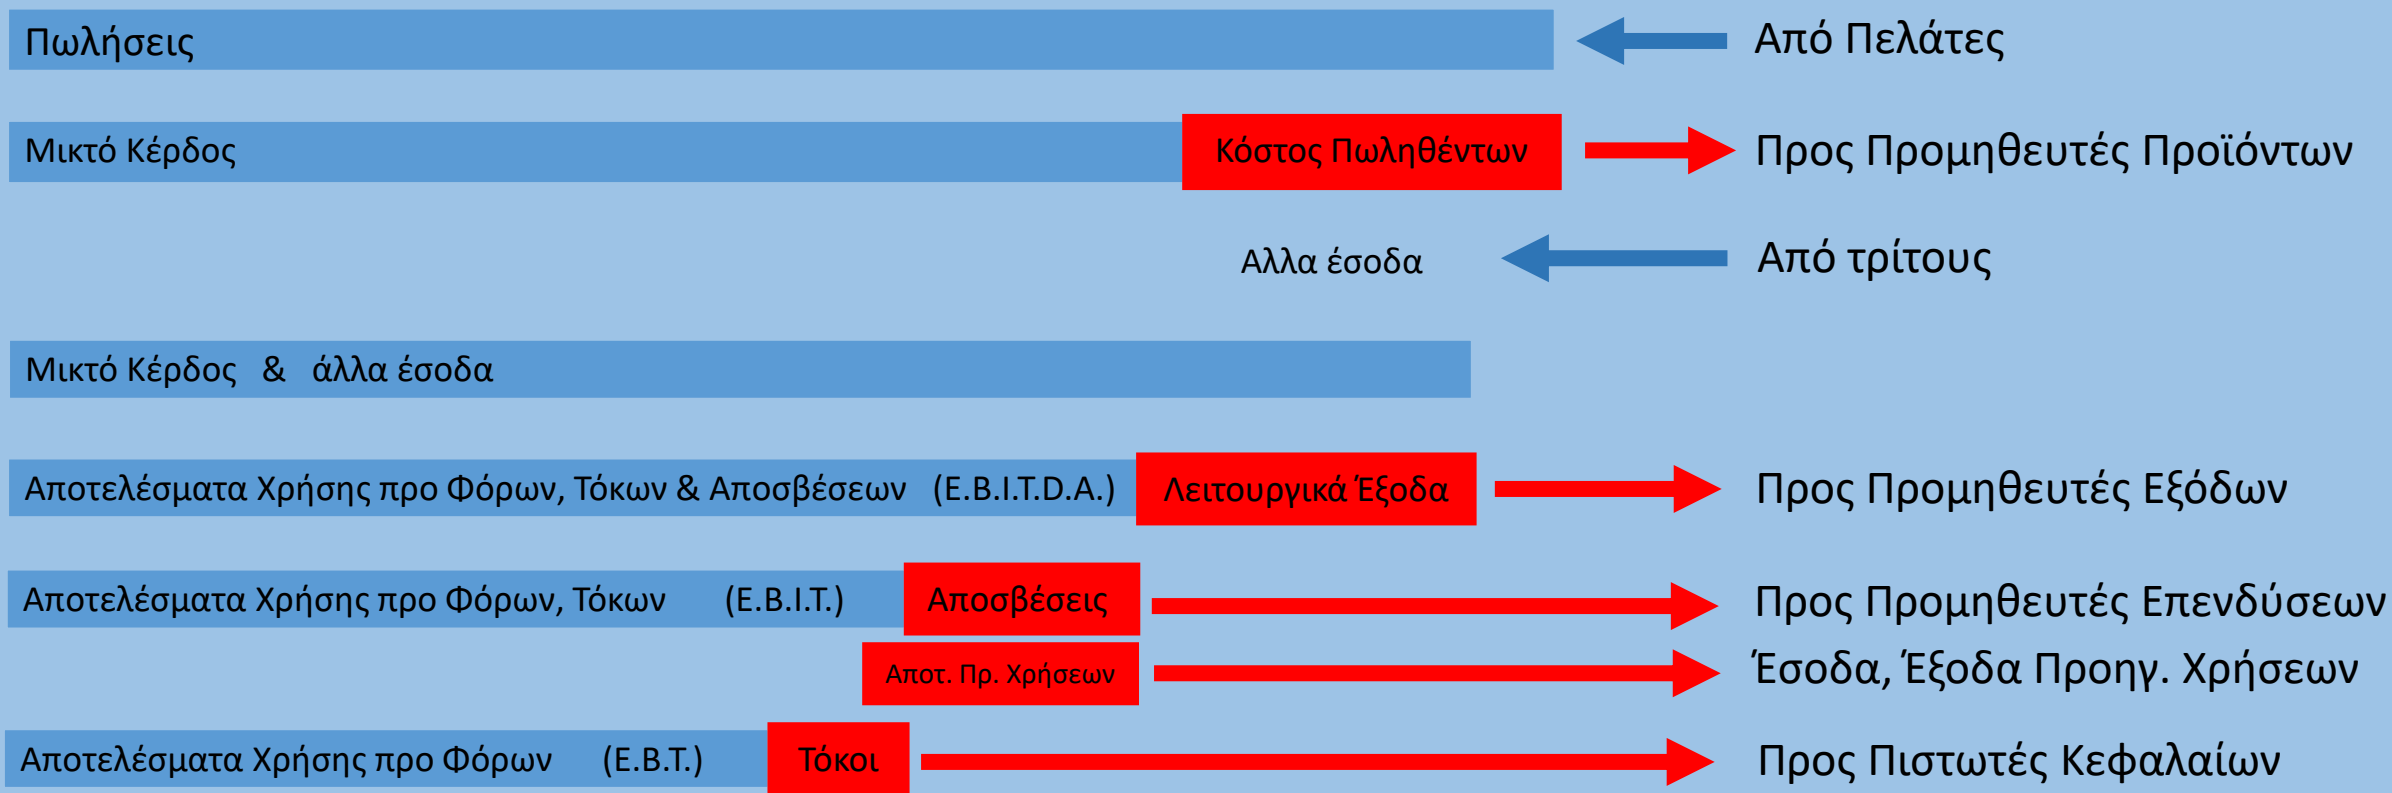 Πωλήσεις Από Πελάτες
Μικτό Κέρδος Κόστος Πωληθέντων Προς Προμηθευτές Προϊόντων
Αλλα έσοδα Από τρίτους
Μικτό Κέρδος & άλλα έσοδα
Αποτελέσματα Χρήσης προ Φόρων, Τόκων & Αποσβέσεων (E.B.I.T.D.A.) Λειτουργικά Έξοδα Προς Προμηθευτές Εξόδων
Αποτελέσματα Χρήσης προ Φόρων, Τόκων (E.B.I.T.) Αποσβέσεις Προς Προμηθευτές Επενδύσεων
Αποτ. Πρ. Χρήσεων Έσοδα, Έξοδα Προηγ. Χρήσεων
Αποτελέσματα Χρήσης προ Φόρων (E.B.T.) Τόκοι Προς Πιστωτές Κεφαλαίων